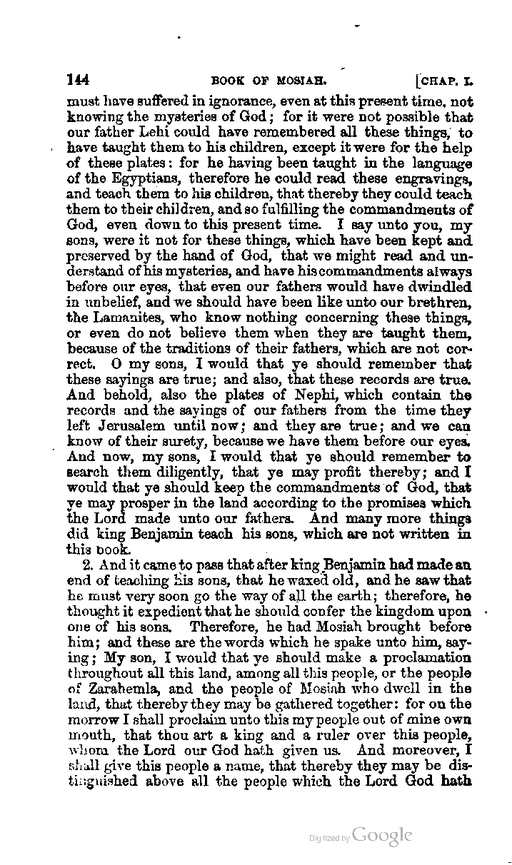 144 BOOK OF MOSIAH. [CHAP. I.
must have suffered in ignorance, even at this present time, not
knowing the mysteries of God; for it were not possible that
our father Lehi could have remembered all these things, to
have taught them to his children, except it were for the help
of these plates: for he having been taught in the language
of the Egyptians, therefore he could read these engravings,
and teach them to his children, that thereby they could teach
them to their children, and so fulfilling the commandments of
God, even down to this present time. I say unto you, my
sons, were it not for these things, which have been kept and
preserved by the hand of God, that we might read and un-
derstand of his mysteries, and have his commandments always
before our eyes, that even our fathers would have dwindled
in unbelief, and we should have been like unto our brethren,
the Lamanites, who know nothing concerning these things,
or even do not believe them when they are taught them,
because of the traditions of their fathers, which are not cor-
rect. O my sons, I would that ye should remember that
these sayings are true; and also, that these records are true.
And behold, also the plates of Nephi, which contain the
records and the sayings of our fathers from the time they
left Jerusalem until now; and they are true; and we can
know of their surety, because we have them before our eyes.
And now, my sons, I would that ye should remember to
search them diligently, that ye may profit thereby; and I
would that ye should keep the commandments of God, that
ye may prosper in the land according to the promises which
the Lord made unto our fathers. And many more things
did king Benjamin teach his sons, which are not written in
this book.
2. And it came to pass that after king Benjamin had made an
end of teaching his sons, that he waxed old, and he saw that
he must very soon go the way of all the earth; therefore, he
thought it expedient that he should confer the kingdom upon
one of his sons. Therefore, he had Mosiah brought before
him; and these are the words which he spake unto him, say-
ing; My son, I would that ye should make a proclamation
throughout all this land, among all this people, or the people
of Zarahemla, and the people of Mosiah who dwell in the
land, that thereby they may be gathered together: for on the
morrow I shall proclaim unto this my people out of mine own
mouth, that thou art a king and a ruler over this people,
whom the Lord our God hath given us. And moreover, I
shall give this people a name, that thereby they may be dis-
tinguished above all the people which the Lord God hath
Digitized by Google